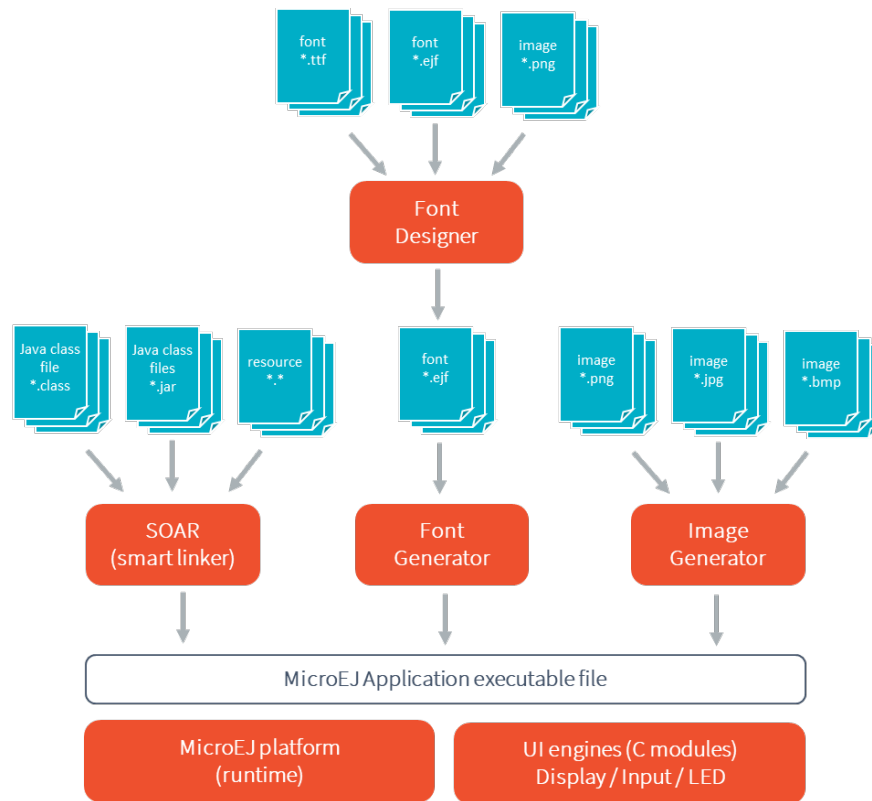 font
*.ttf
font
*.ejf
image
*.png
Font
Designer
Java class
file
*.class
Java class
files
*.jar
resource
*.*
font
*.ejf
image
*.png
image
*.jpg
image
*.bmp
SOAR
(smart linker)
Font
Generator
Image
Generator
MicroEJ Application executable file
MicroEJ platform
(runtime)
UI engines (C modules)
Display / Input / LED